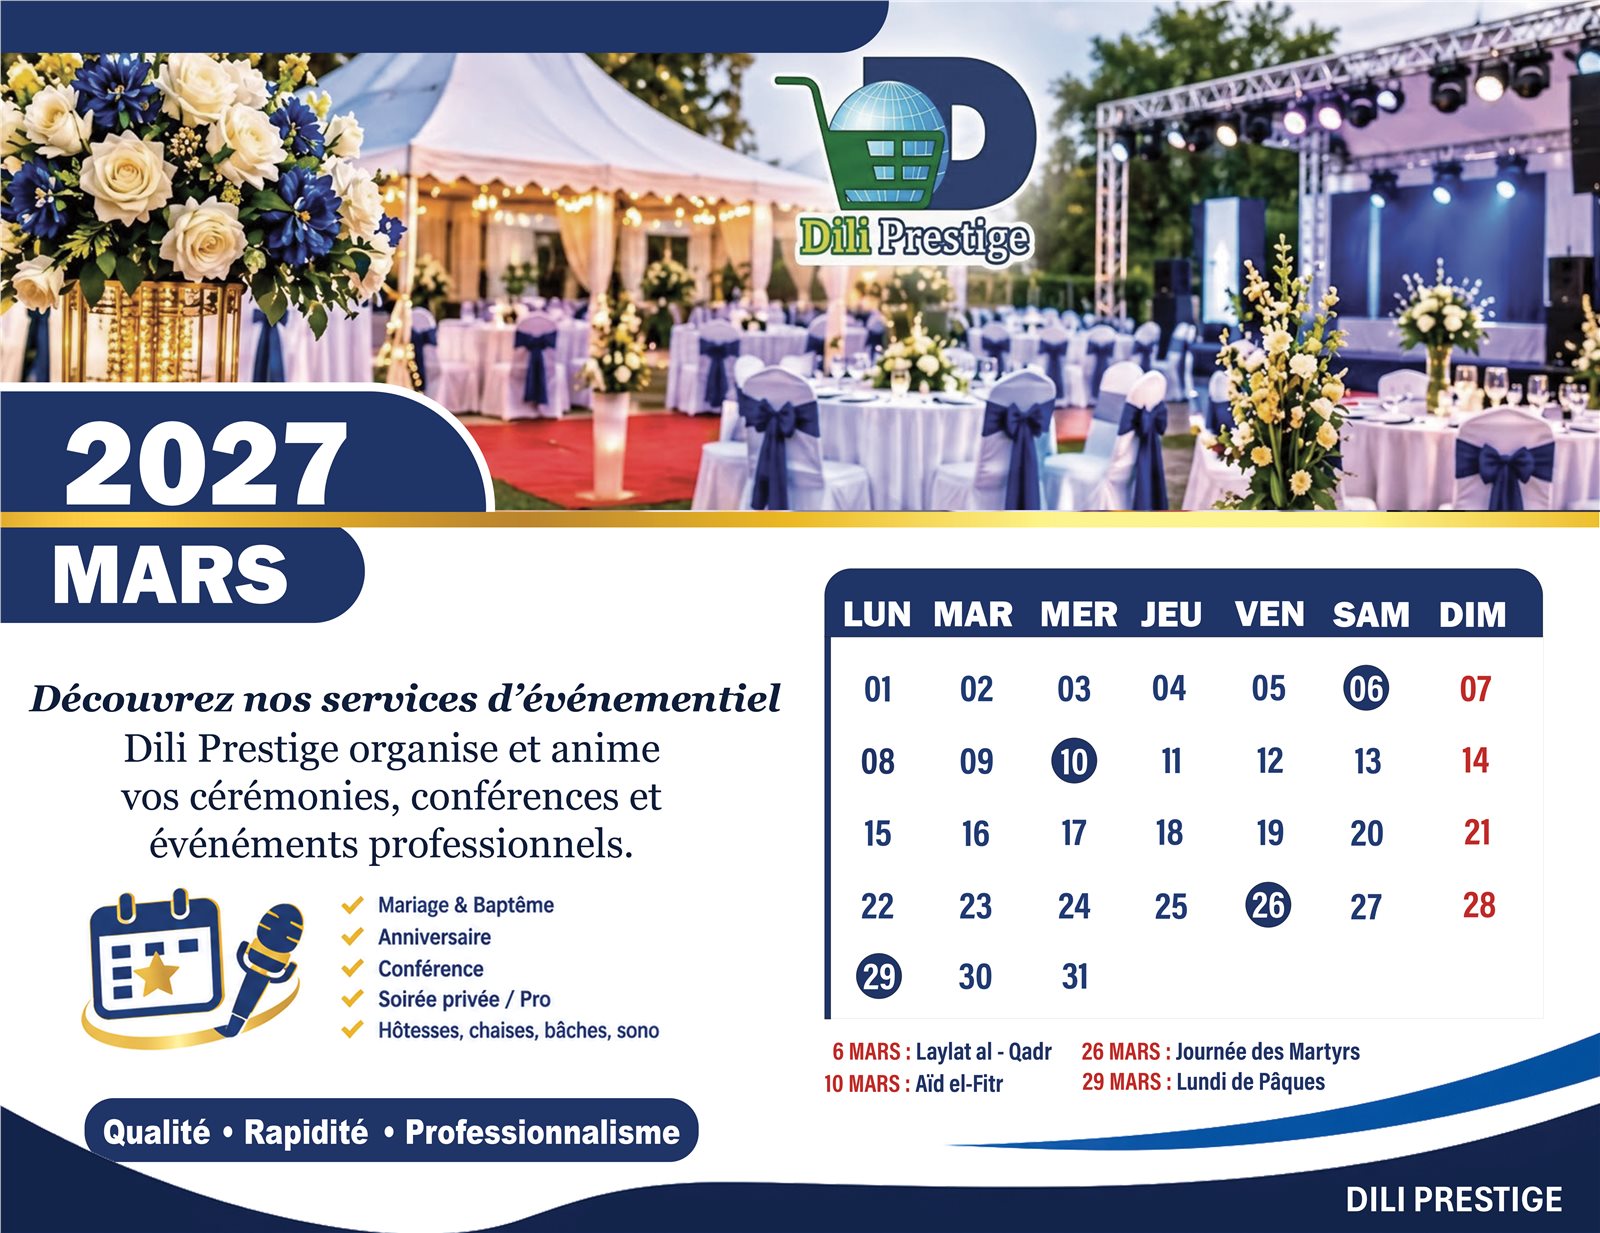 Dili Prestige
2027
MARS
Découvrez nos services d’événementiel
Dili Prestige organise et anime
vos cérémonies, conférences et
événéments professionnels.
Mariage & Baptême
Anniversaire
Conférence
Soirée privée / Pro
Hôtesses, chaises, bâches, sono
Qualité • Rapidité • Professionnalisme
LUN MAR MER JEU VEN SAM DIM
01 02 03 04 05 06 07
08 09 10 11 12 13 14
15 16 17 18 19 20 21
22 23 24 25 26 27 28
29 30 31
6 MARS : Laylat al - Qadr 26 MARS : Journée des Martyrs
10 MARS : Aïd el-Fitr 29 MARS : Lundi de Pâques
DILI PRESTIGE